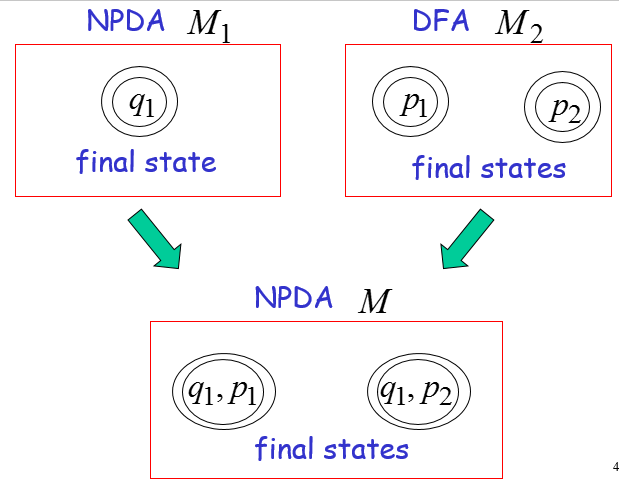 NPDA M1
DFA M2
q1
p1
p2
final state
final states
NPDA M
q1, p1
q1, p2
final states
4